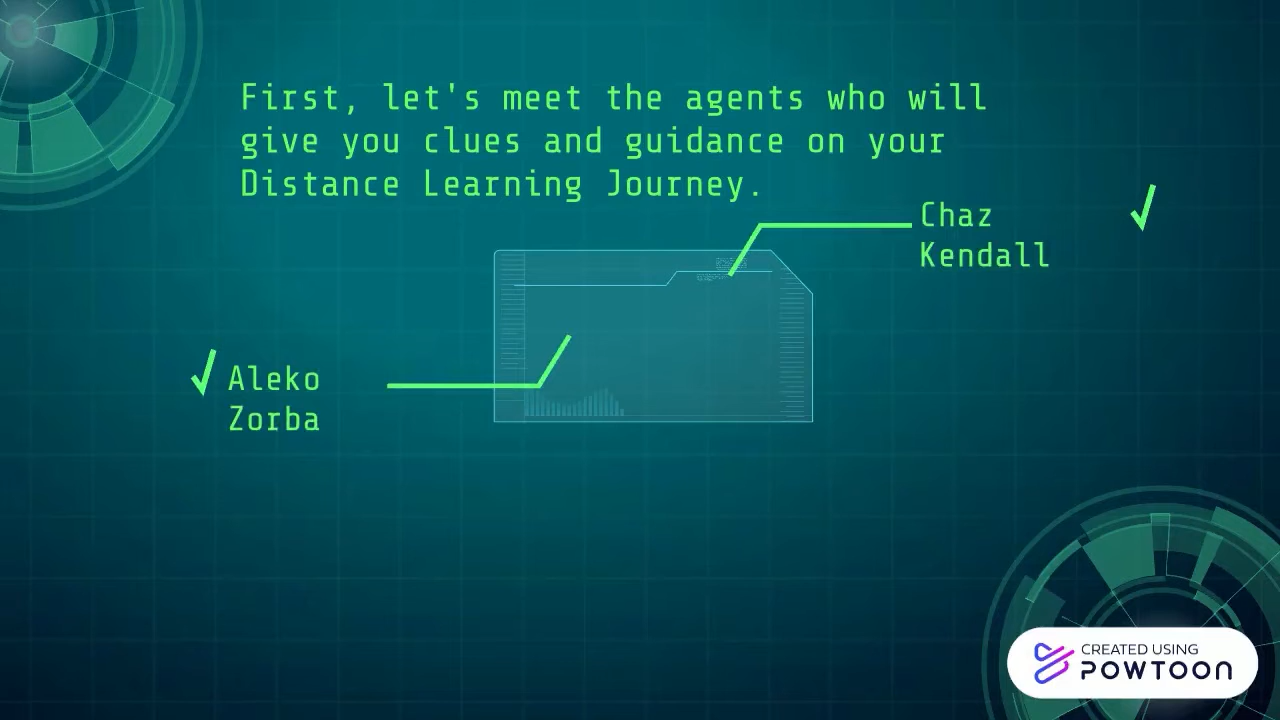 First, let's meet the agents who will
give you clues and guidance on your
Distance Learning Journey.
Chaz
Kendall
Aleko
Zorba
CREATED USING
POWTOON